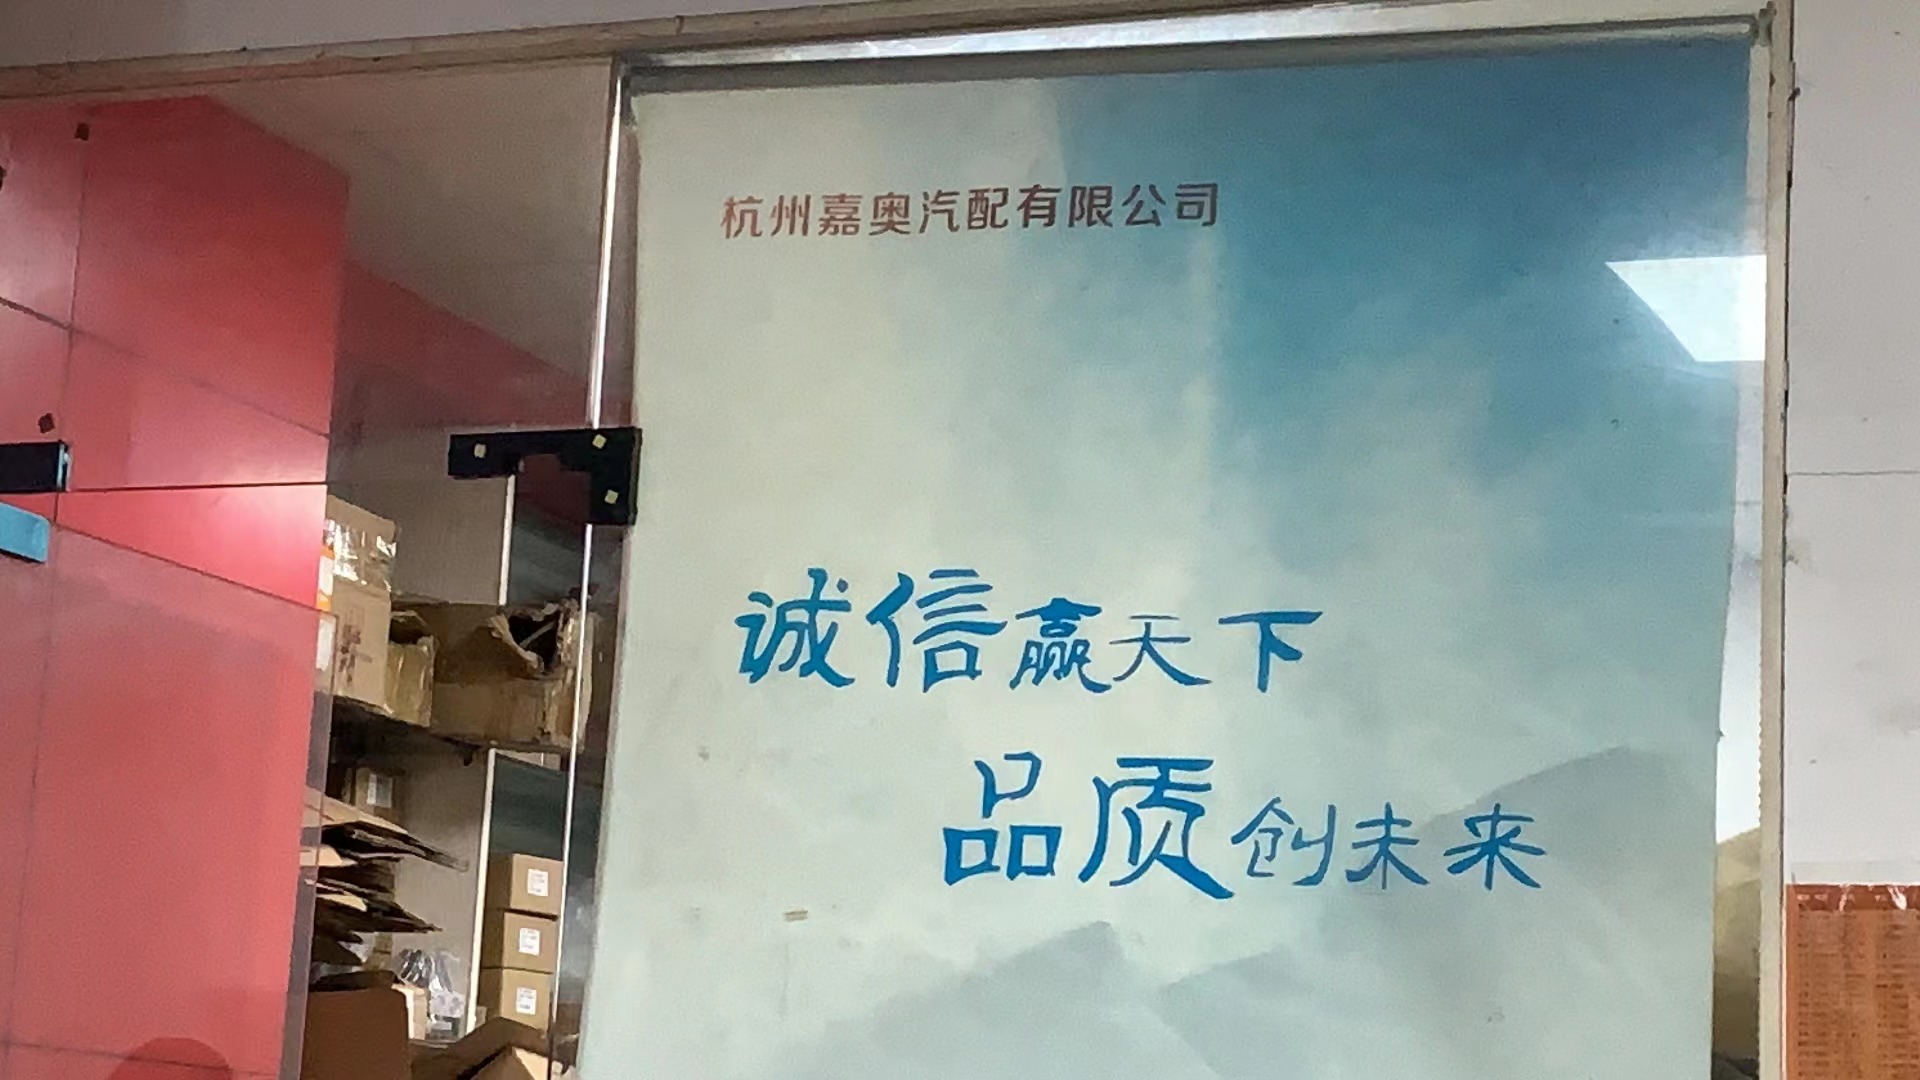 杭州嘉奥汽配有限公司
诚信赢天下
品质创未来